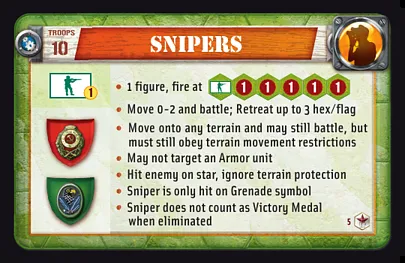 TROOPS
10
SNIPERS
1
• 1 figure, fire at 1 1 1 1 1
• Move 0-2 and battle; Retreat up to 3 hex/flag
• Move onto any terrain and may still battle, but
must still obey terrain movement restrictions
• May not target an Armor unit
• Hit enemy on star, ignore terrain protection
• Sniper is only hit on Grenade symbol
• Sniper does not count as Victory Medal
when eliminated
5